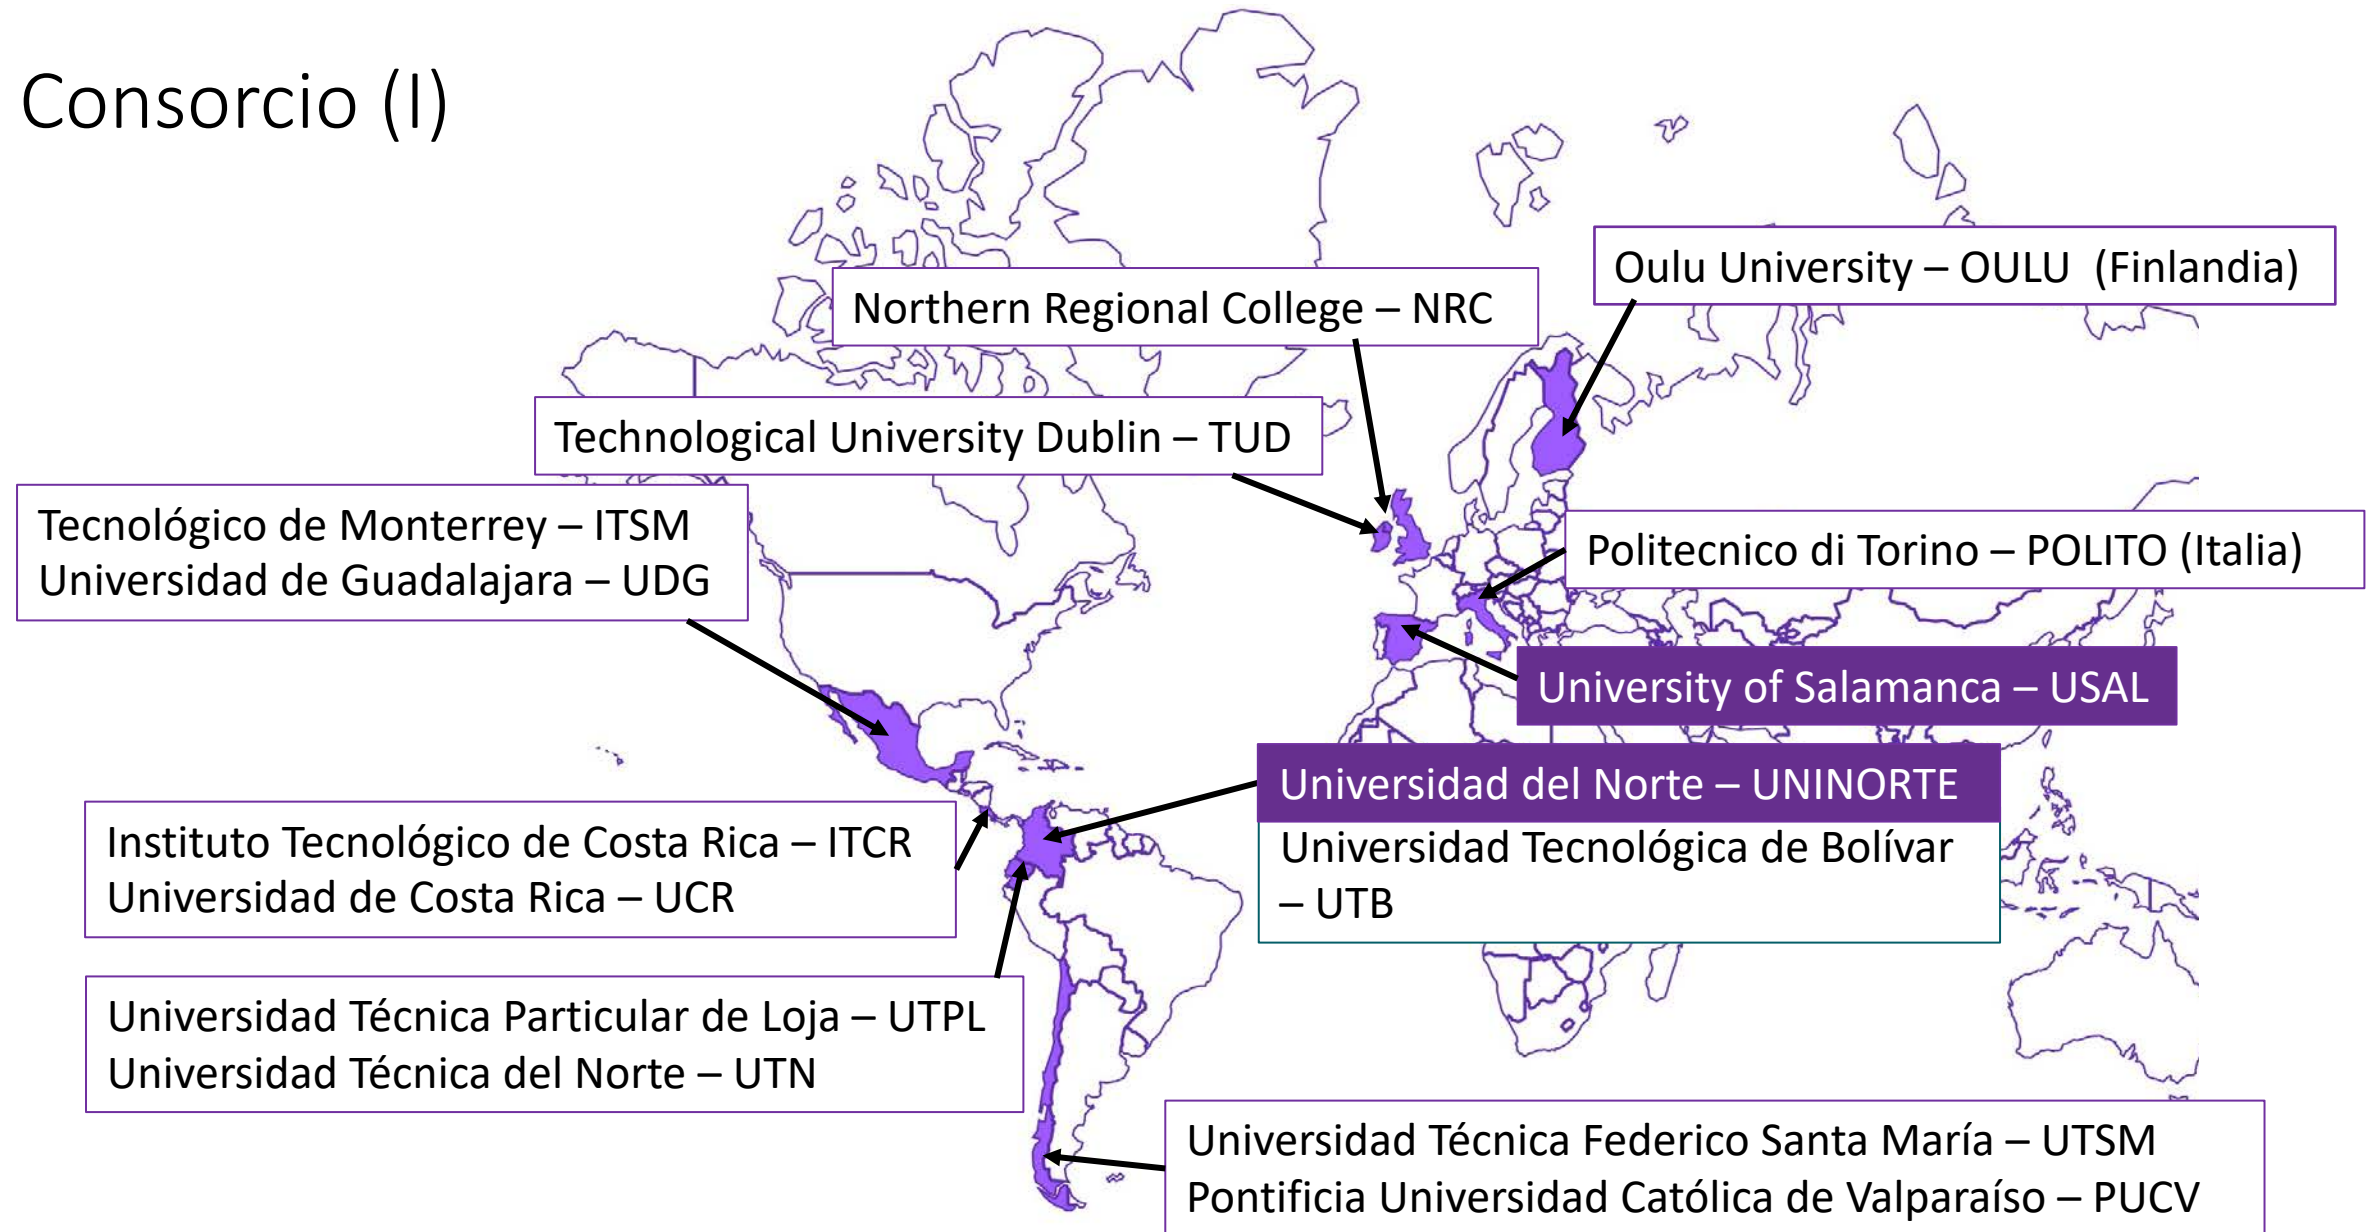 Consorcio (I)
Oulu University – OULU (Finlandia)
Northern Regional College – NRC
Technological University Dublin – TUD
Tecnológico de Monterrey – ITSM
Universidad de Guadalajara – UDG
Politecnico di Torino – POLITO (Italia)
University of Salamanca – USAL
Universidad del Norte – UNINORTE
Universidad Tecnológica de Bolívar
– UTB
Instituto Tecnológico de Costa Rica – ITCR
Universidad de Costa Rica – UCR
Universidad Técnica Particular de Loja – UTPL
Universidad Técnica del Norte – UTN
Universidad Técnica Federico Santa María – UTSM
Pontificia Universidad Católica de Valparaíso – PUCV